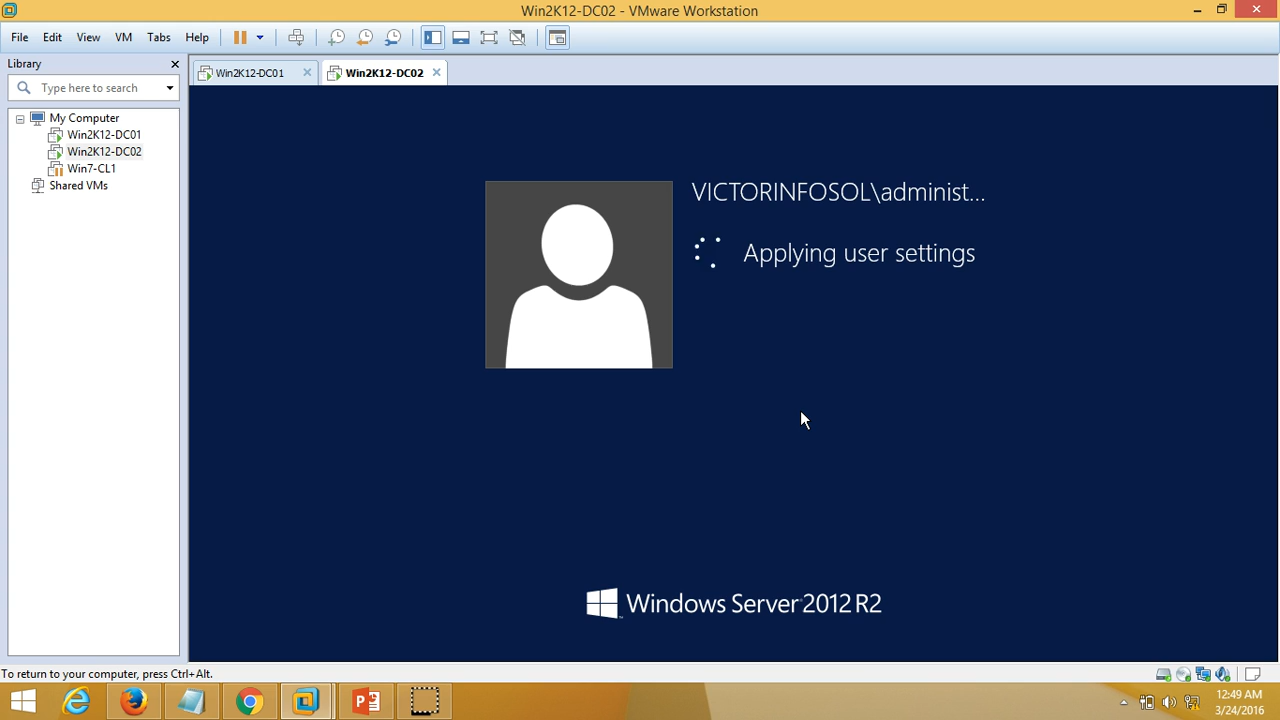 Win2K12-DC02 - VMware Workstation
File Edit View VM Tabs Help
Library
Win2K12-DC01 Win2K12-DC02
Type here to search
My Computer
Win2K12-DC01
Win2K12-DC02
Win7-CL1
Shared VMs
VICTORINFOSOL\administ...
Applying user settings
Windows Server 2012 R2
To return to your computer, press Ctrl+Alt.
12:49 AM
3/24/2016